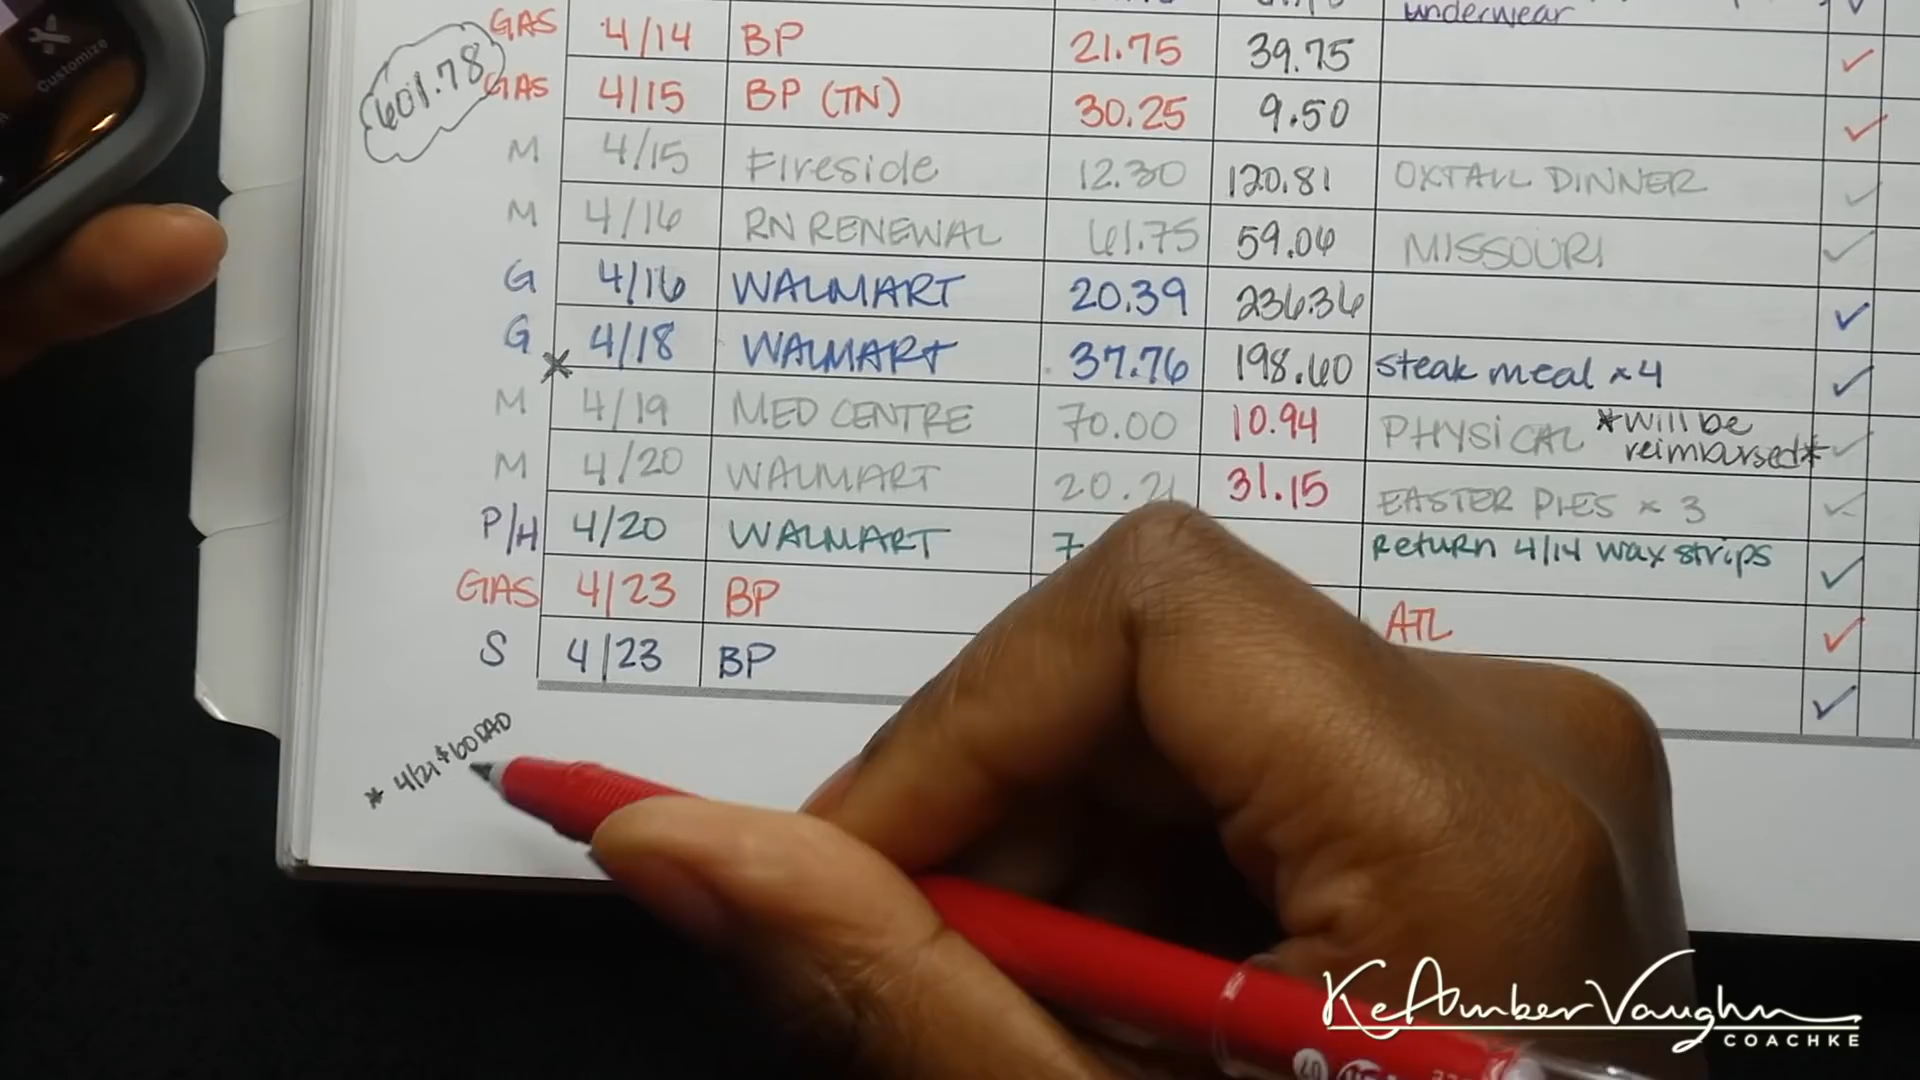 Customize
601.78
underwear
GAS 4/14 BP 21.75 39.75
GAS 4/15 BP (TN) 30.25 9.50
M 4/15 Fireside 12.30 120.81 OXTAIL DINNER
M 4/16 RN RENEWAL 61.75 59.06 MISSOURI
G 4/16 WALMART 20.39 236.36
G 4/18 WALMART 37.76 198.60 steak meal x4
M 4/19 MED CENTRE 70.00 10.94 PHYSICAL *will be
reimbursed*
M 4/20 WALMART 20.21 31.15 EASTER PIES x 3
P/H 4/20 WALMART 7 Return 4/14 wax strips
GAS 4/23 BP ATL
S 4/23 BP
* 4/21 $60 DAD
KeAmber Vaughn
COACHKE